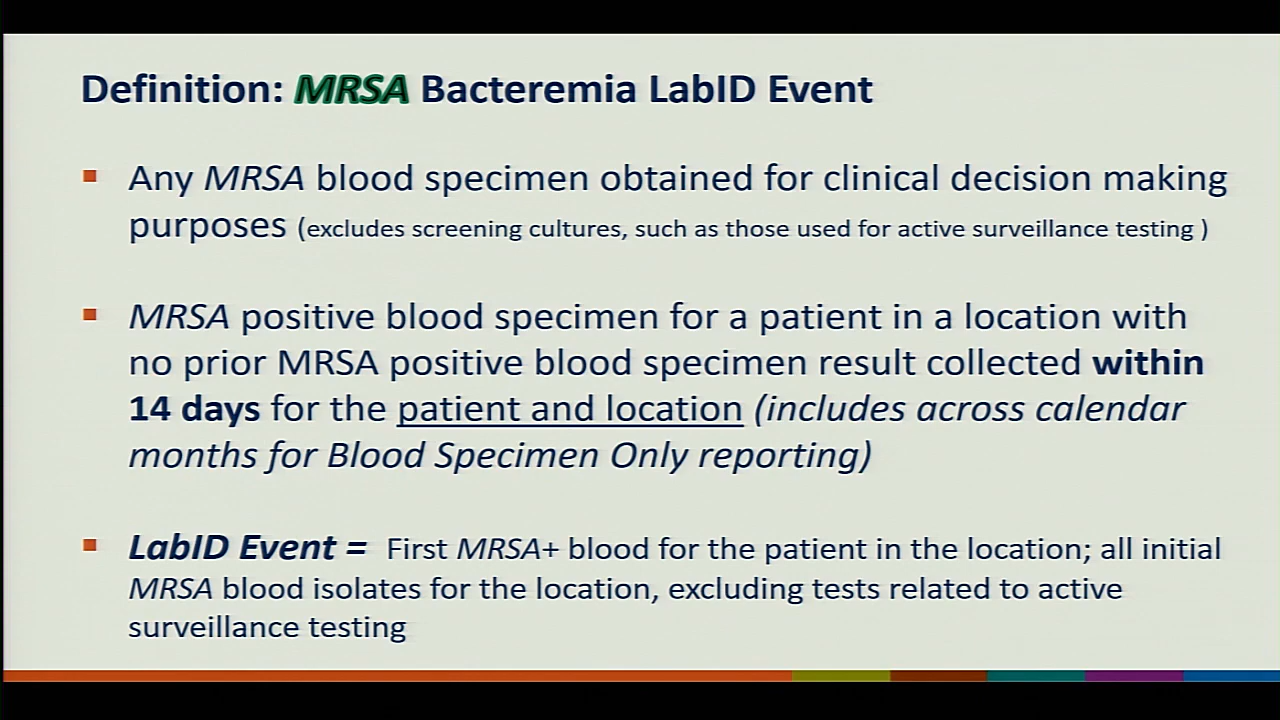 Definition: MRSA Bacteremia LabID Event
Any MRSA blood specimen obtained for clinical decision making
purposes (excludes screening cultures, such as those used for active surveillance testing )
MRSA positive blood specimen for a patient in a location with
no prior MRSA positive blood specimen result collected within
14 days for the patient and location (includes across calendar
months for Blood Specimen Only reporting)
LabID Event = First MRSA+ blood for the patient in the location; all initial
MRSA blood isolates for the location, excluding tests related to active
surveillance testing